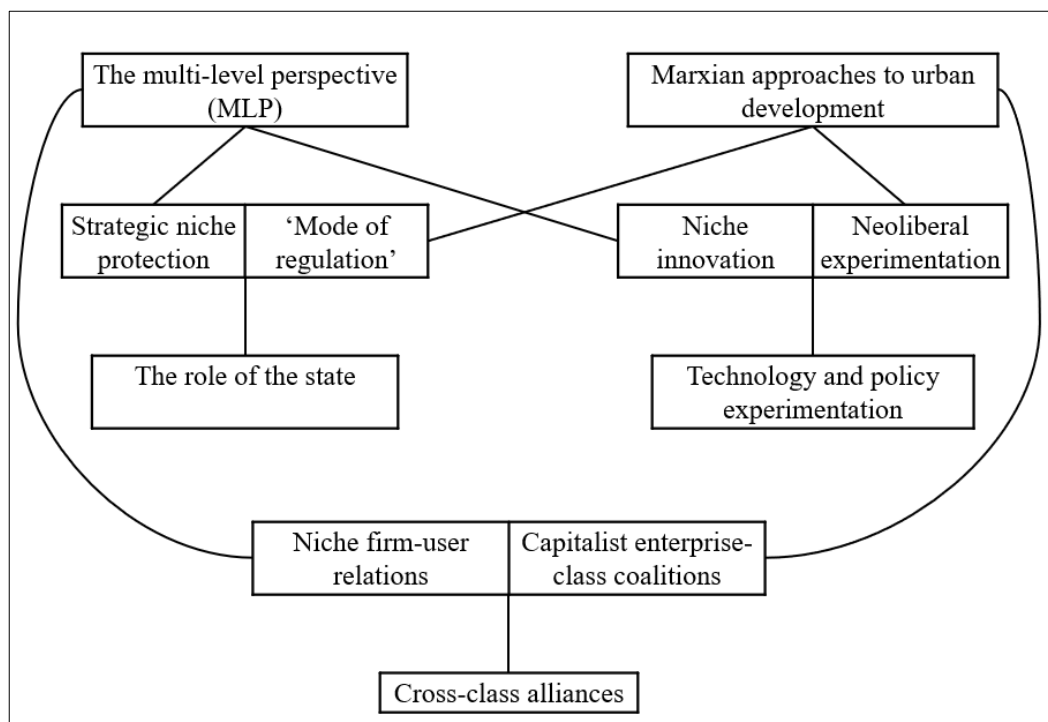 The multi-level perspective
(MLP)
Marxian approaches to urban
development
Strategic niche
protection
‘Mode of
regulation’
Niche
innovation
Neoliberal
experimentation
The role of the state
Technology and policy
experimentation
Niche firm-user
relations
Capitalist enterprise-
class coalitions
Cross-class alliances